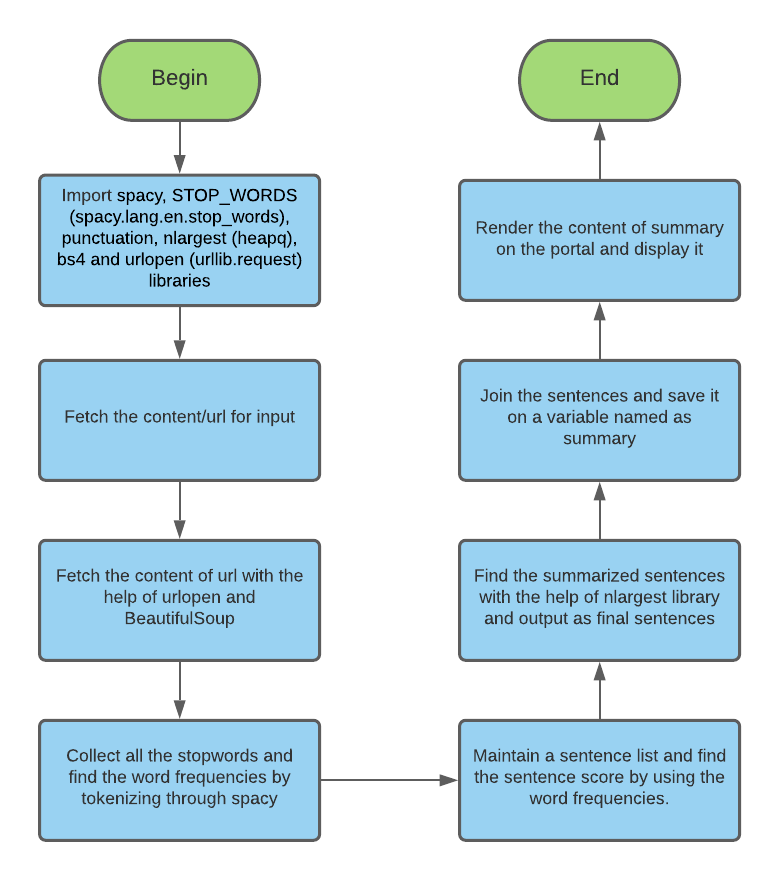 Begin
Import spacy, STOP_WORDS
(spacy.lang.en.stop_words),
punctuation, nlargest (heapq),
bs4 and urlopen (urllib.request)
libraries
Fetch the content/url for input
Fetch the content of url with the
help of urlopen and
BeautifulSoup
Collect all the stopwords and
find the word frequencies by
tokenizing through spacy
Maintain a sentence list and find
the sentence score by using the
word frequencies.
Find the summarized sentences
with the help of nlargest library
and output as final sentences
Join the sentences and save it
on a variable named as
summary
Render the content of summary
on the portal and display it
End